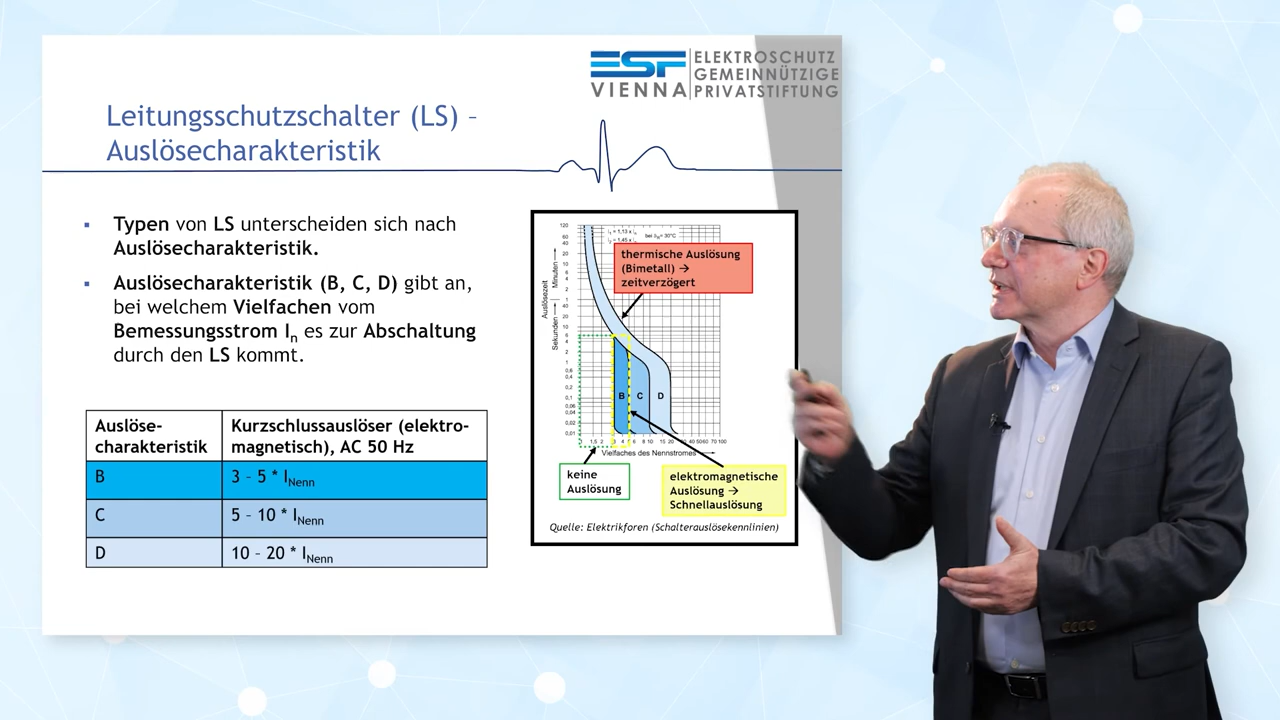 ESF
VIENNA
ELEKTROSCHUTZ
GEMEINNÜTZIGE
PRIVATSTIFTUNG
Leitungsschutzschalter (LS) –
Auslösecharakteristik
Typen von LS unterscheiden sich nach
Auslösecharakteristik.
Auslösecharakteristik (B, C, D) gibt an,
bei welchem Vielfachen vom
Bemessungsstrom In es zur Abschaltung
durch den LS kommt.
Auslöse-
charakteristik
Kurzschlussauslöser (elektro-
magnetisch), AC 50 Hz
B
3 – 5 * INenn
C
5 – 10 * INenn
D
10 – 20 * INenn
thermische Auslösung
(Bimetall) →
zeitverzögert
Auslösezeit
Minuten
Sekunden
B C D
Vielfaches des Nennstromes
keine
Auslösung
elektromagnetische
Auslösung →
Schnellauslösung
Quelle: Elektrikforen (Schalterauslösekennlinien)